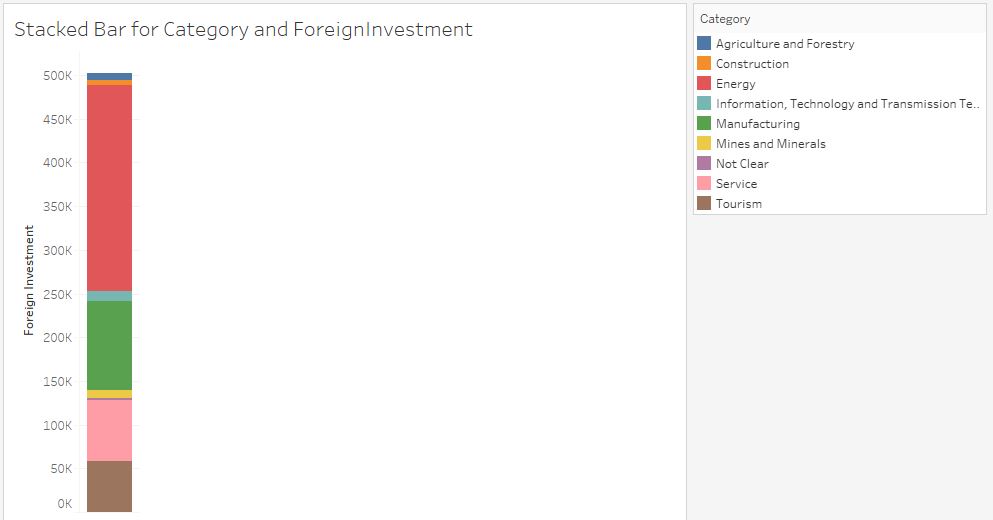 Stacked Bar for Category and ForeignInvestment
500K
450K
400K
350K
300K
250K
200K
150K
100K
50K
0K
Foreign Investment
Category
Agriculture and Forestry
Construction
Energy
Information, Technology and Transmission Te..
Manufacturing
Mines and Minerals
Not Clear
Service
Tourism